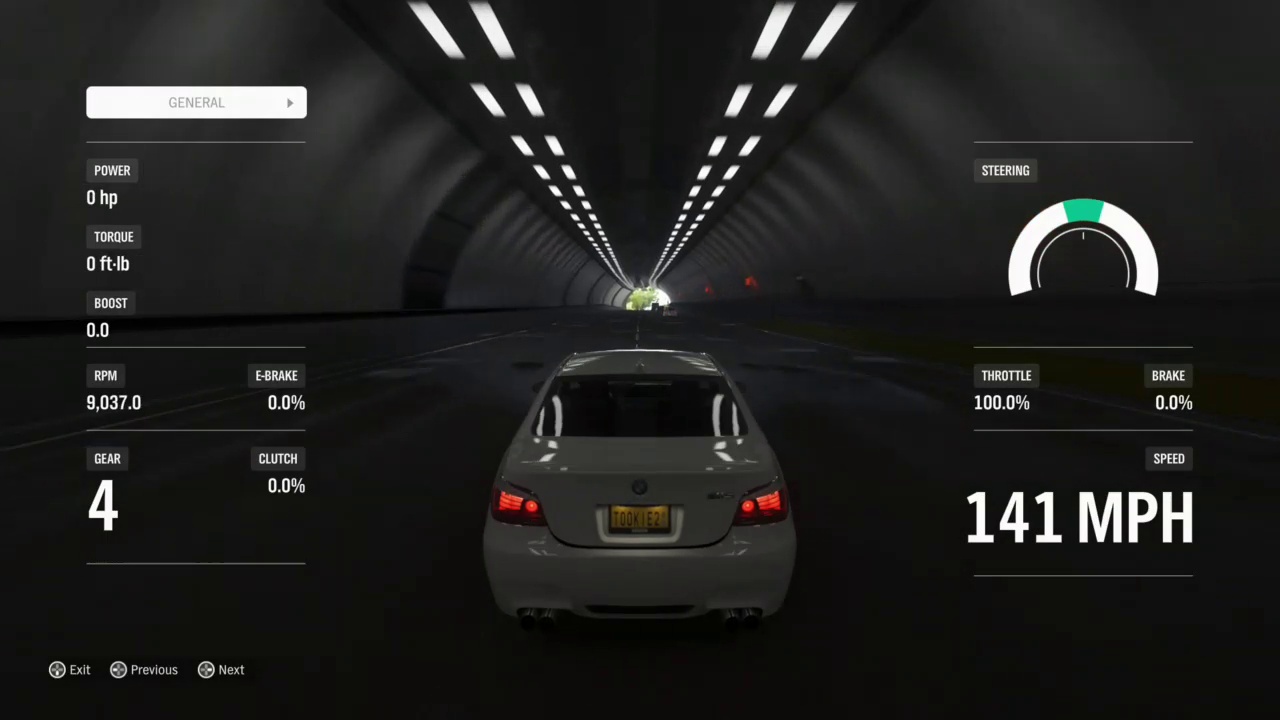 GENERAL
POWER
0 hp
TORQUE
0 ft·lb
BOOST
0.0
RPM
E-BRAKE
9,037.0
0.0%
GEAR
CLUTCH
4
0.0%
STEERING
THROTTLE
BRAKE
100.0%
0.0%
SPEED
141 MPH
TOOKIE2
Exit
Previous
Next